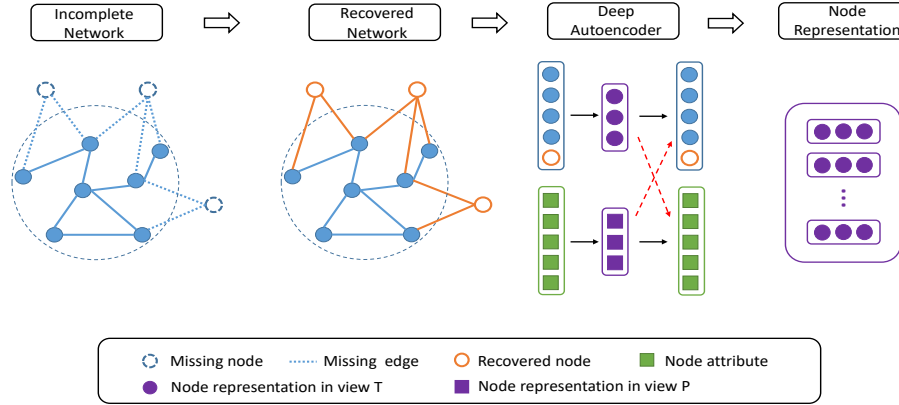 Incomplete
Network
Recovered
Network
Deep
Autoencoder
Node
Representation
Missing node
Missing edge
Recovered node
Node attribute
Node representation in view T
Node representation in view P